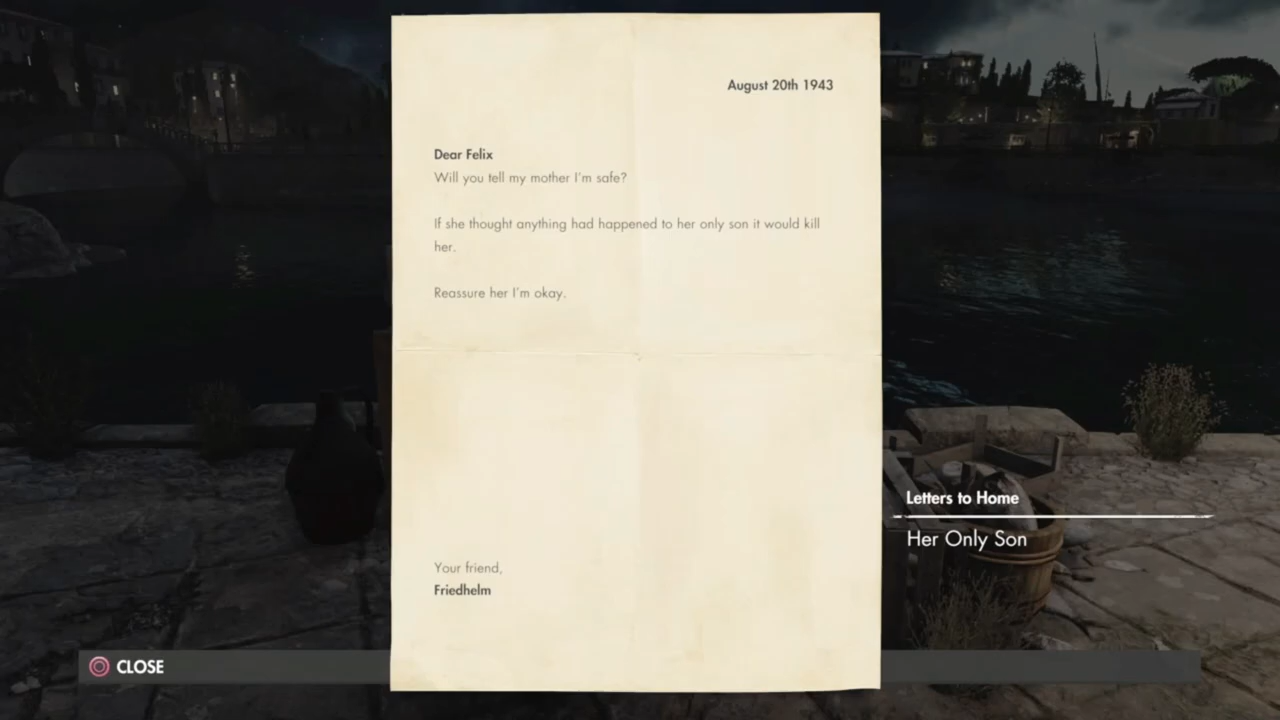 August 20th 1943
Dear Felix
Will you tell my mother I'm safe?
If she thought anything had happened to her only son it would kill
her.
Reassure her I'm okay.
Your friend,
Friedhelm
Letters to Home
Her Only Son
CLOSE